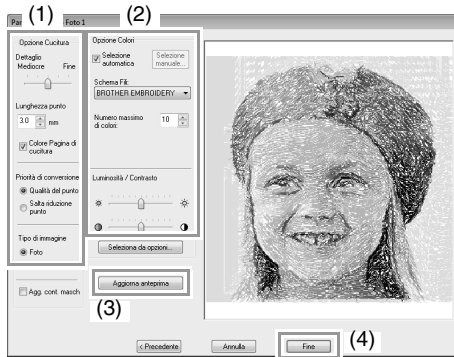 (1) (2)
Par Foto 1
Opzione Cucitura
Dettaglio
Mediocre Fine
Lunghezza punto
3.0 mm
Colore Pagina di
cucitura
Priorità di conversione
Qualità del punto
Salta riduzione
punto
Tipo di immagine
Foto
Agg. cont. masch
Opzione Colori
Selezione
automatica
Selezione
manuale...
Schema Fili:
BROTHER EMBROIDERY
Numero massimo
di colori:
10
Luminosità / Contrasto
Seleziona da opzioni...
Aggiorna anteprima
(3)
(4)
< Precedente Annulla Fine